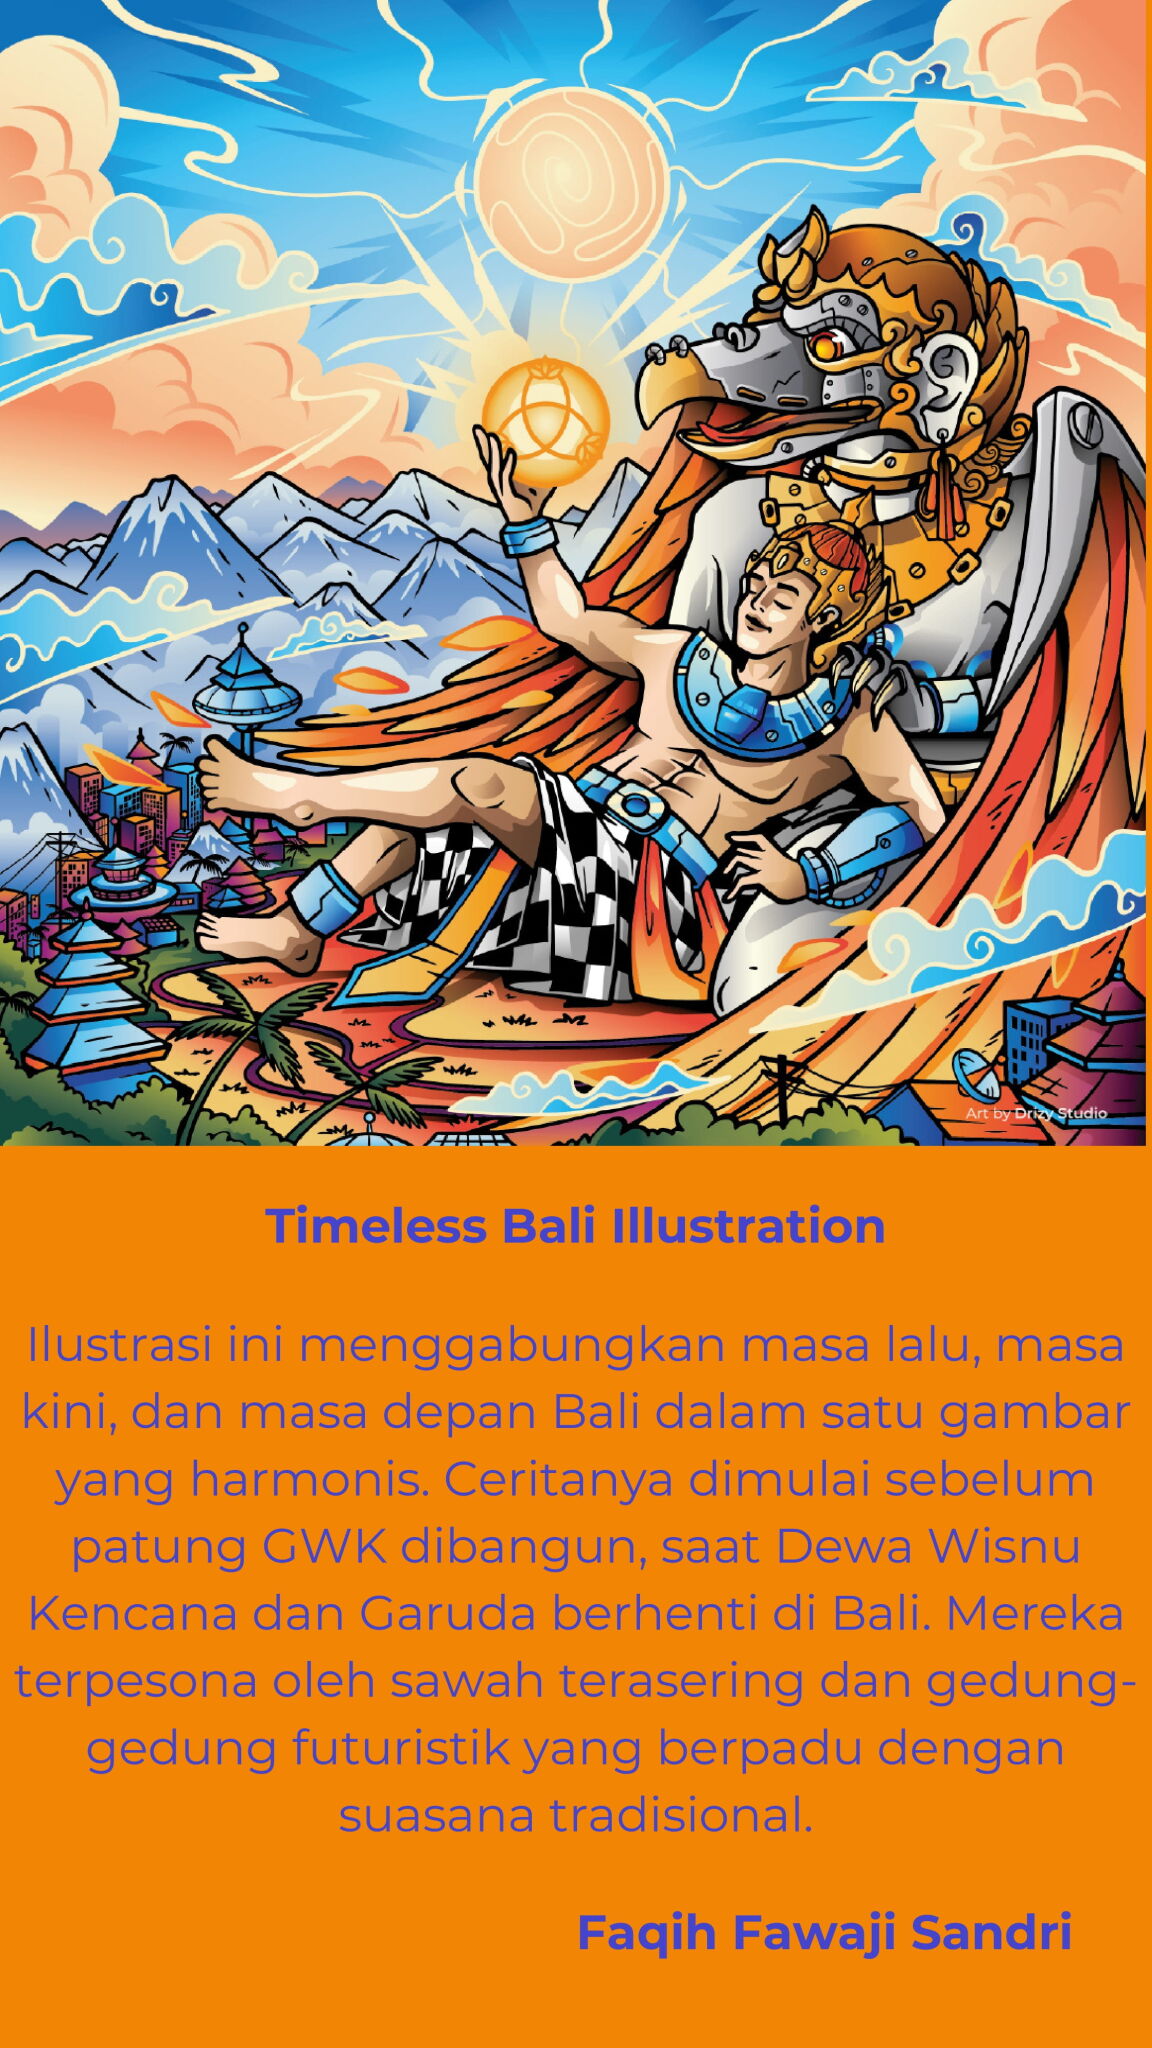 Art by Drizy Studio
Timeless Bali Illustration
Ilustrasi ini menggabungkan masa lalu, masa
kini, dan masa depan Bali dalam satu gambar
yang harmonis. Ceritanya dimulai sebelum
patung GWK dibangun, saat Dewa Wisnu
Kencana dan Garuda berhenti di Bali. Mereka
terpesona oleh sawah terasering dan gedung-
gedung futuristik yang berpadu dengan
suasana tradisional.
Faqih Fawaji Sandri